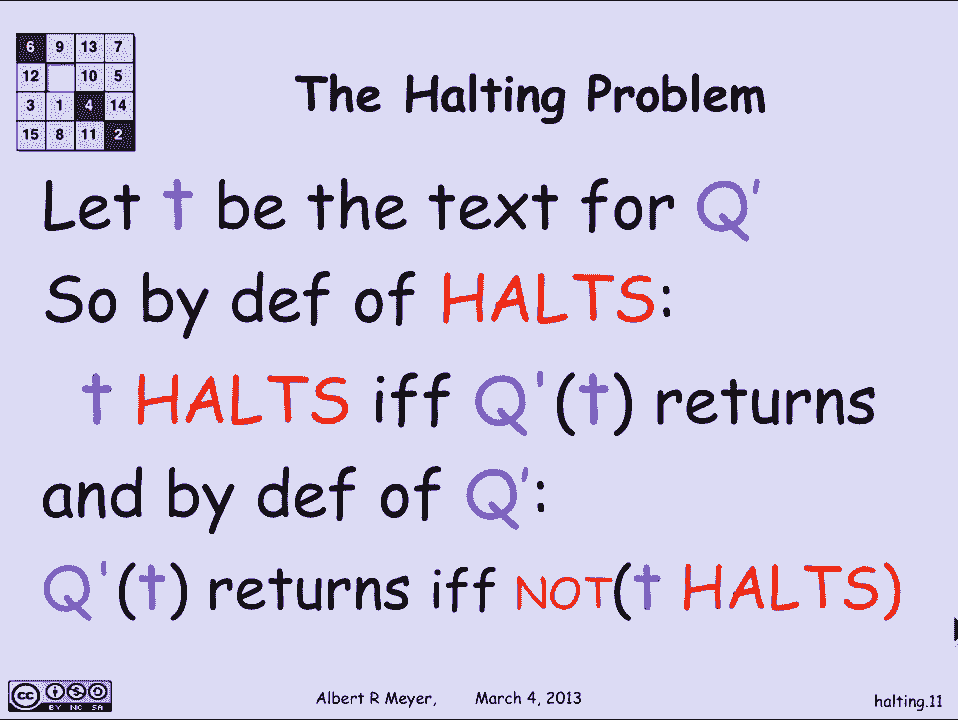 6 9 13 7
12 10 5
3 1 4 14
15 8 11 2
The Halting Problem
Let t be the text for Q′
So by def of HALTS:
t HALTS iff Q'(t) returns
and by def of Q′:
Q'(t) returns iff NOT(t HALTS)
cc BY NC SA
Albert R Meyer, March 4, 2013
halting.11